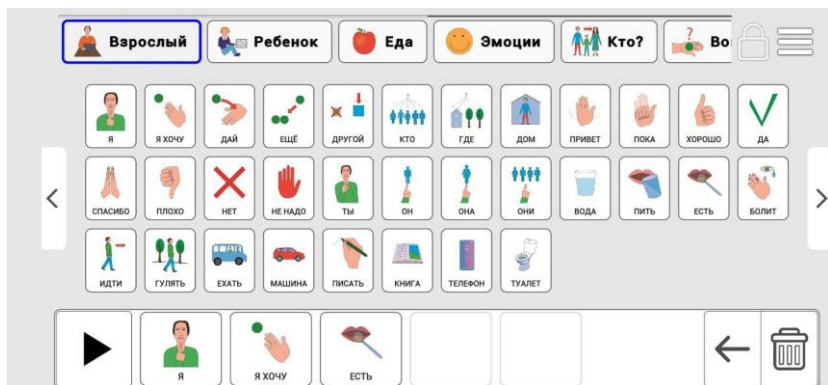 Взрослый Ребенок Еда Эмоции Кто? ? Во
Я Я ХОЧУ ДАЙ ЕЩЁ ДРУГОЙ КТО ГДЕ ДОМ ПРИВЕТ ПОКА ХОРОШО ДА
СПАСИБО ПЛОХО НЕТ НЕ НАДО ТЫ ОН ОНА ОНИ ВОДА ПИТЬ ЕСТЬ БОЛИТ
ИДТИ ГУЛЯТЬ ЕХАТЬ МАШИНА ПИСАТЬ КНИГА ТЕЛЕФОН ТУАЛЕТ
Я Я ХОЧУ ЕСТЬ